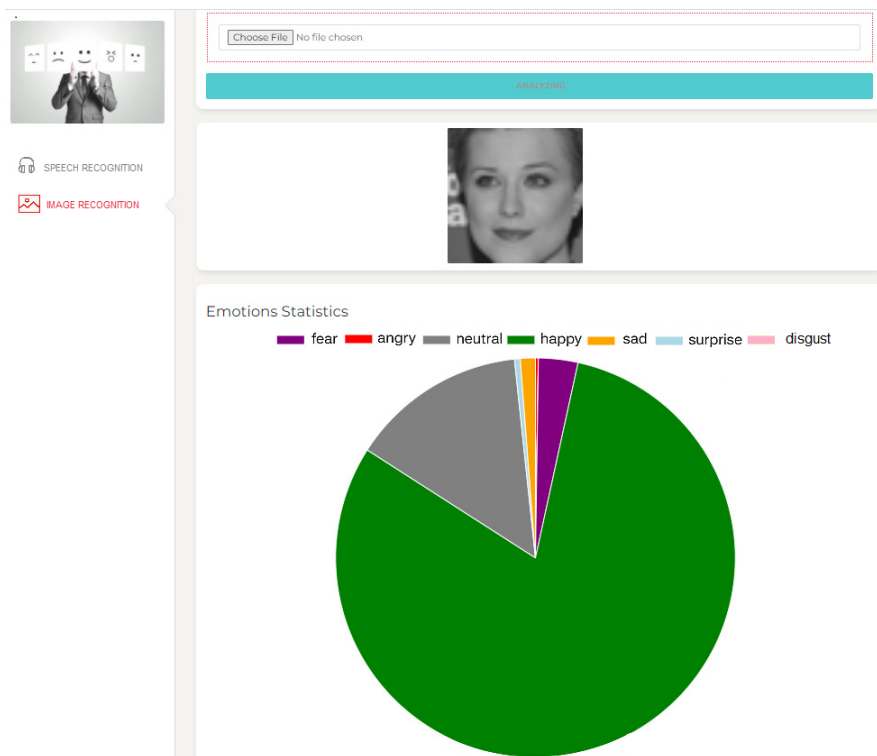 Choose File No file chosen
ANALYZING
SPEECH RECOGNITION
IMAGE RECOGNITION
Emotions Statistics
fear angry neutral happy sad surprise disgust